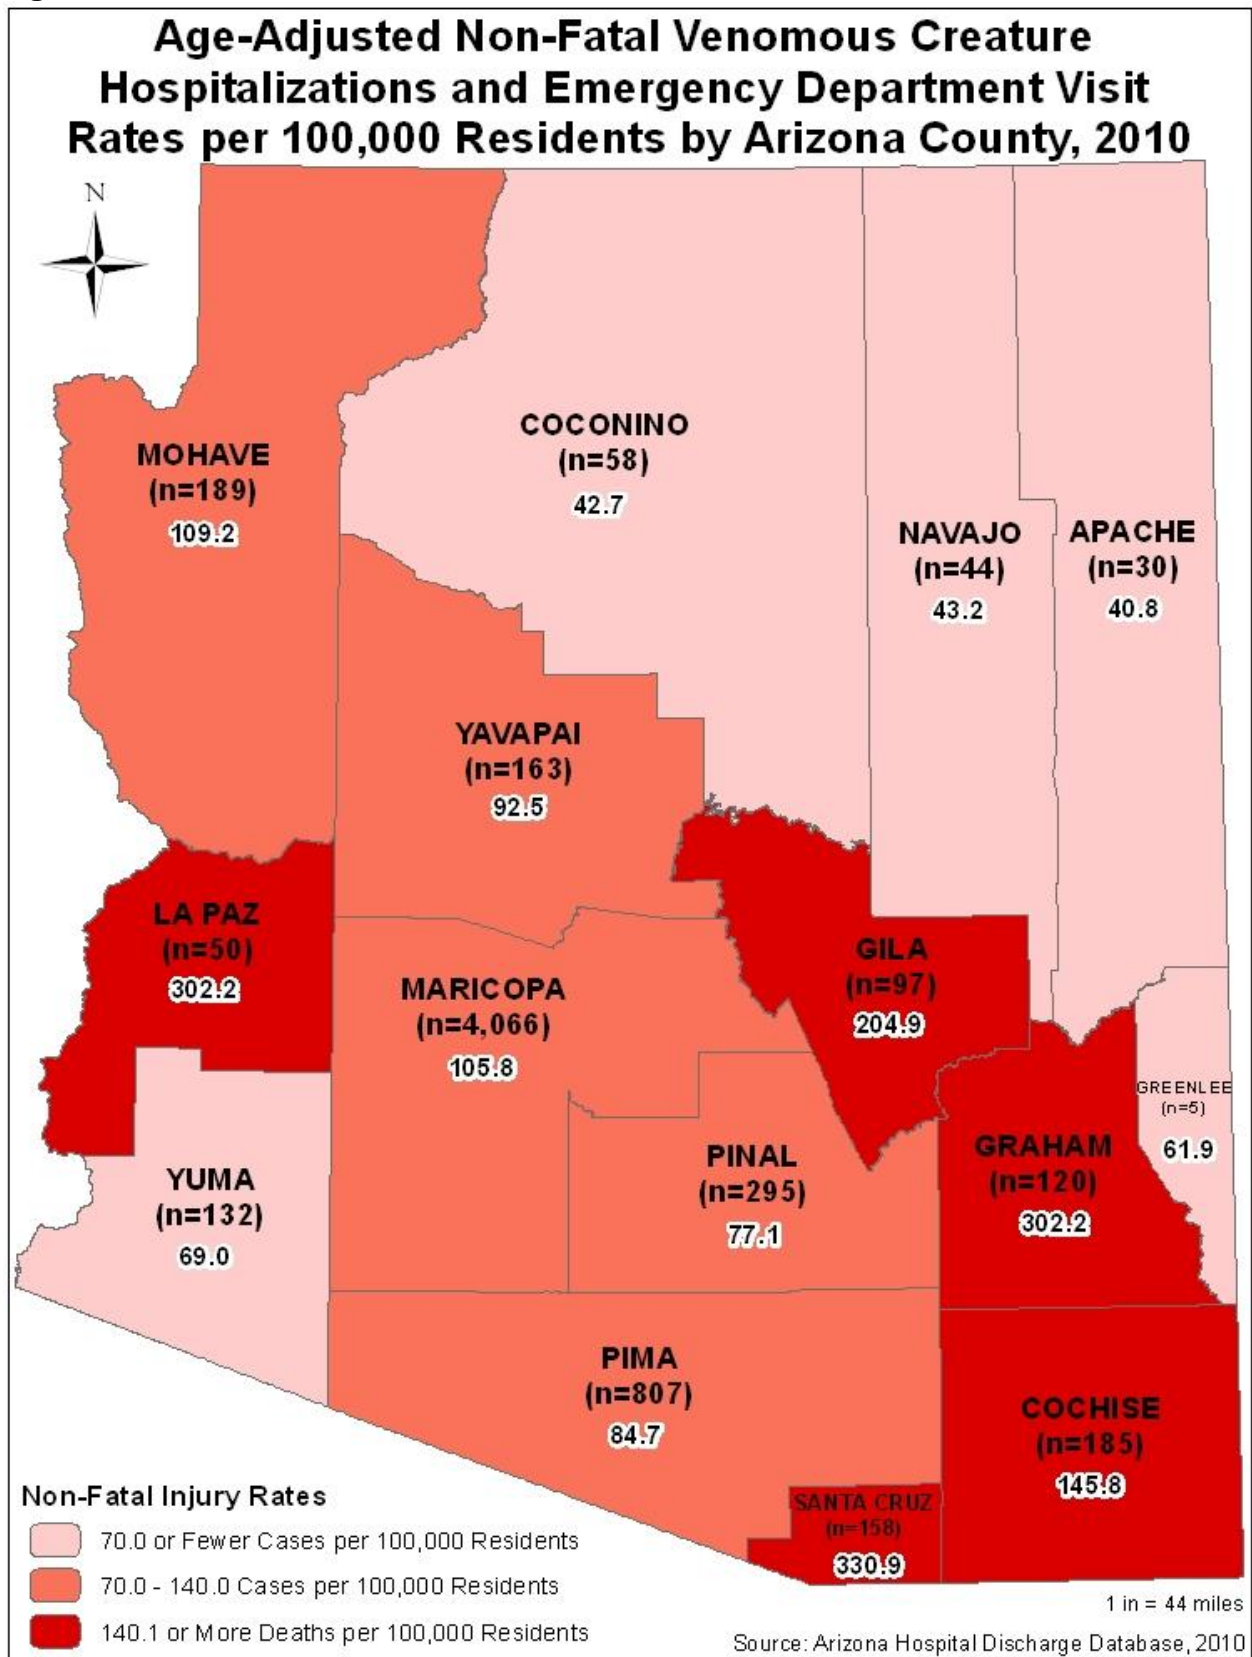 Age-Adjusted Non-Fatal Venomous Creature
Hospitalizations and Emergency Department Visit
Rates per 100,000 Residents by Arizona County, 2010
N
MOHAVE
(n=189)
109.2
COCONINO
(n=58)
42.7
NAVAJO
(n=44)
43.2
APACHE
(n=30)
40.8
YAVAPAI
(n=163)
92.5
LA PAZ
(n=50)
302.2
MARICOPA
(n=4,066)
105.8
GILA
(n=97)
204.9
GREENLEE
(n=5)
61.9
YUMA
(n=132)
69.0
PINAL
(n=295)
77.1
GRAHAM
(n=120)
302.2
PIMA
(n=807)
84.7
COCHISE
(n=185)
145.8
SANTA CRUZ
(n=158)
330.9
Non-Fatal Injury Rates
70.0 or Fewer Cases per 100,000 Residents
70.0 - 140.0 Cases per 100,000 Residents
140.1 or More Deaths per 100,000 Residents
1 in = 44 miles
Source: Arizona Hospital Discharge Database, 2010